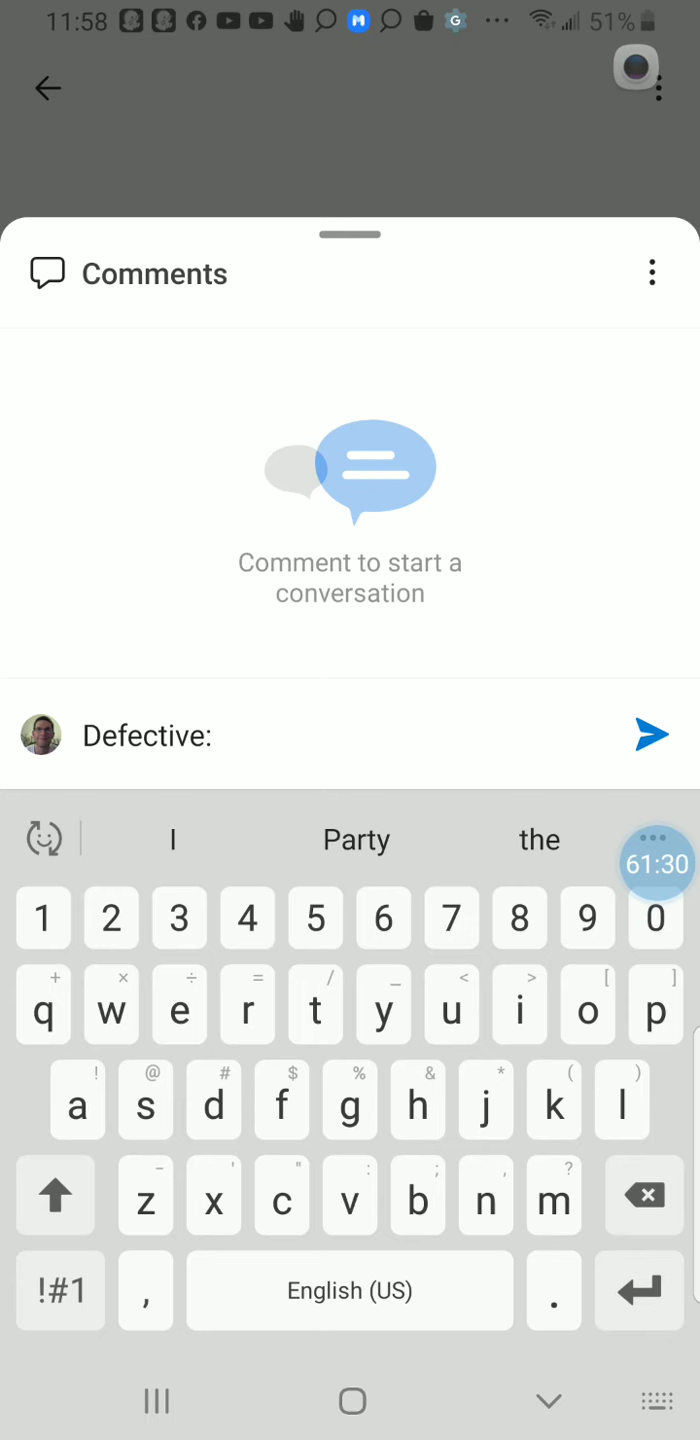 11:58 G ... 51%
Comments
Comment to start a
conversation
Defective:
I Party the
61:30
1 2 3 4 5 6 7 8 9 0
+ × ÷ = / _ < > [ ]
q w e r t y u i o p
! @ # $ % & * ( )
a s d f g h j k l
- ' " : ; , ?
z x c v b n m
!#1 , English (US) .